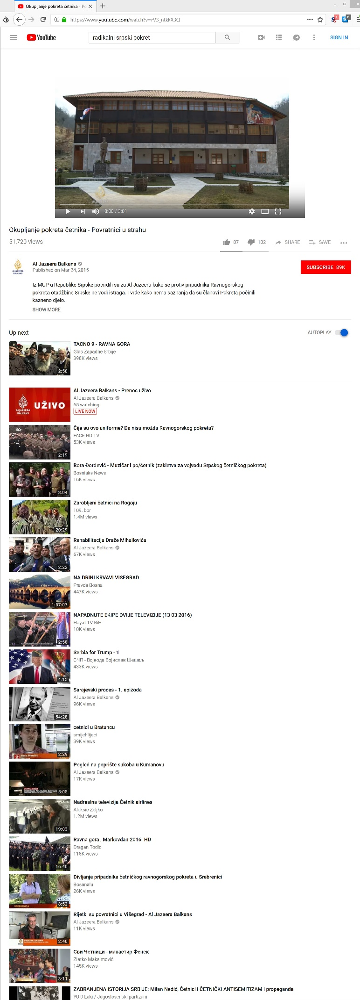 Okupljanje pokreta četnika - Po
https://www.youtube.com/watch?v=rV3_ntkkX3Q
1
8
YouTube
radikalni srpski pokret
SIGN IN
0:00 / 3:01
Okupljanje pokreta četnika - Povratnici u strahu
51,720 views
87
102
SHARE
SAVE
ALJAZEERA
BALKANS
Al Jazeera Balkans
Published on Mar 24, 2015
SUBSCRIBE 89K
Iz MUP-a Republike Srpske potvrdili su za Al Jazeeru kako se protiv pripadnika Ravnogorskog
pokreta otadžbine Srpske ne vodi istraga. Tvrde kako nema saznanja da su članovi Pokreta počinili
kazneno djelo.
SHOW MORE
Up next
AUTOPLAY
TACNO 9 - RAVNA GORA
Glas Zapadne Srbije
398K views
2:58
Al Jazeera Balkans - Prenos uživo
Al Jazeera Balkans
65 watching
LIVE NOW
ALJAZEERA
BALKANS
UŽIVO
Čije su ovo uniforme? Da nisu možda Ravnogorskog pokreta?
FACE HD TV
53K views
2:19
Bora Đorđević - Muzičar i po/četnik (zakletva za vojvodu Srpskog četničkog pokreta)
Bosniaks News
16K views
3:04
Zarobljeni četnici na Rogoju
109. bbr
1.4M views
20:29
Rehabilitacija Draže Mihailovića
Al Jazeera Balkans
67K views
2:22
NA DRINI KRVAVI VISEGRAD
Pravda Bosna
447K views
1:57:07
NAPADNUTE EKIPE DVIJE TELEVIZIJE (13 03 2016)
Hayat TV BiH
10K views
2:58
Serbia for Trump - 1
СЧП - Војвода Војислав Шешељ
433K views
4:15
Sarajevski proces - 1. epizoda
Al Jazeera Balkans
96K views
54:28
cetnici u Bratuncu
smijehlijeci
39K views
2:29
Pogled na poprište sukoba u Kumanovu
Al Jazeera Balkans
17K views
UDARNA VIJEST
OKONČANA POLICIJSKA BLOKADA
5:05
Nadrealna televizija Četnik airlines
Aleksic Zeljko
1.2M views
PRVA
19:03
Ravna gora , Markovdan 2016. HD
Dragan Todic
118K views
16:40
Divljanje pripadnika četničkog ravnogorskog pokreta u Srebrenici
Bosanalu
26K views
SREBRENICA
8:52
Rijetki su povratnici u Višegrad - Al Jazeera Balkans
Al Jazeera Balkans
11K views
2:40
Сви Четници - манастир Фенек
Zlatko Maksimović
145K views
3:11
ZABRANJENA ISTORIJA SRBIJE: Milan Nedić, Četnici i ČETNIČKI ANTISEMITIZAM i propaganda
YU 0 Laki / Jugoslovenski partizani